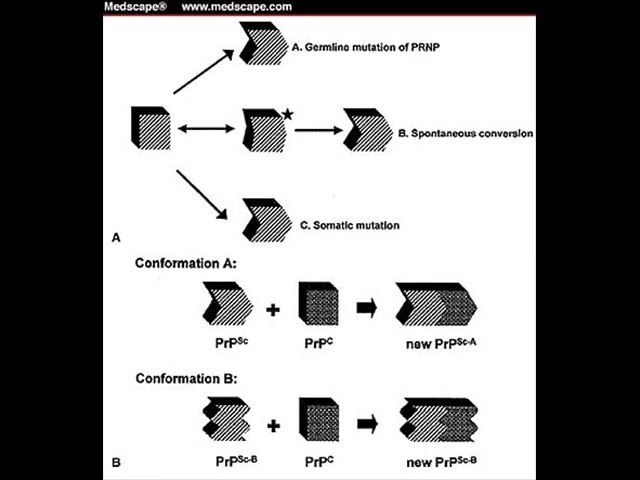 Medscape® www.medscape.com
A. Germline mutation of PRNP
B. Spontaneous conversion
C. Somatic mutation
A
Conformation A:
PrPSc + PrPC new PrPSc-A
Conformation B:
PrPSc-B + PrPC new PrPSc-B
B